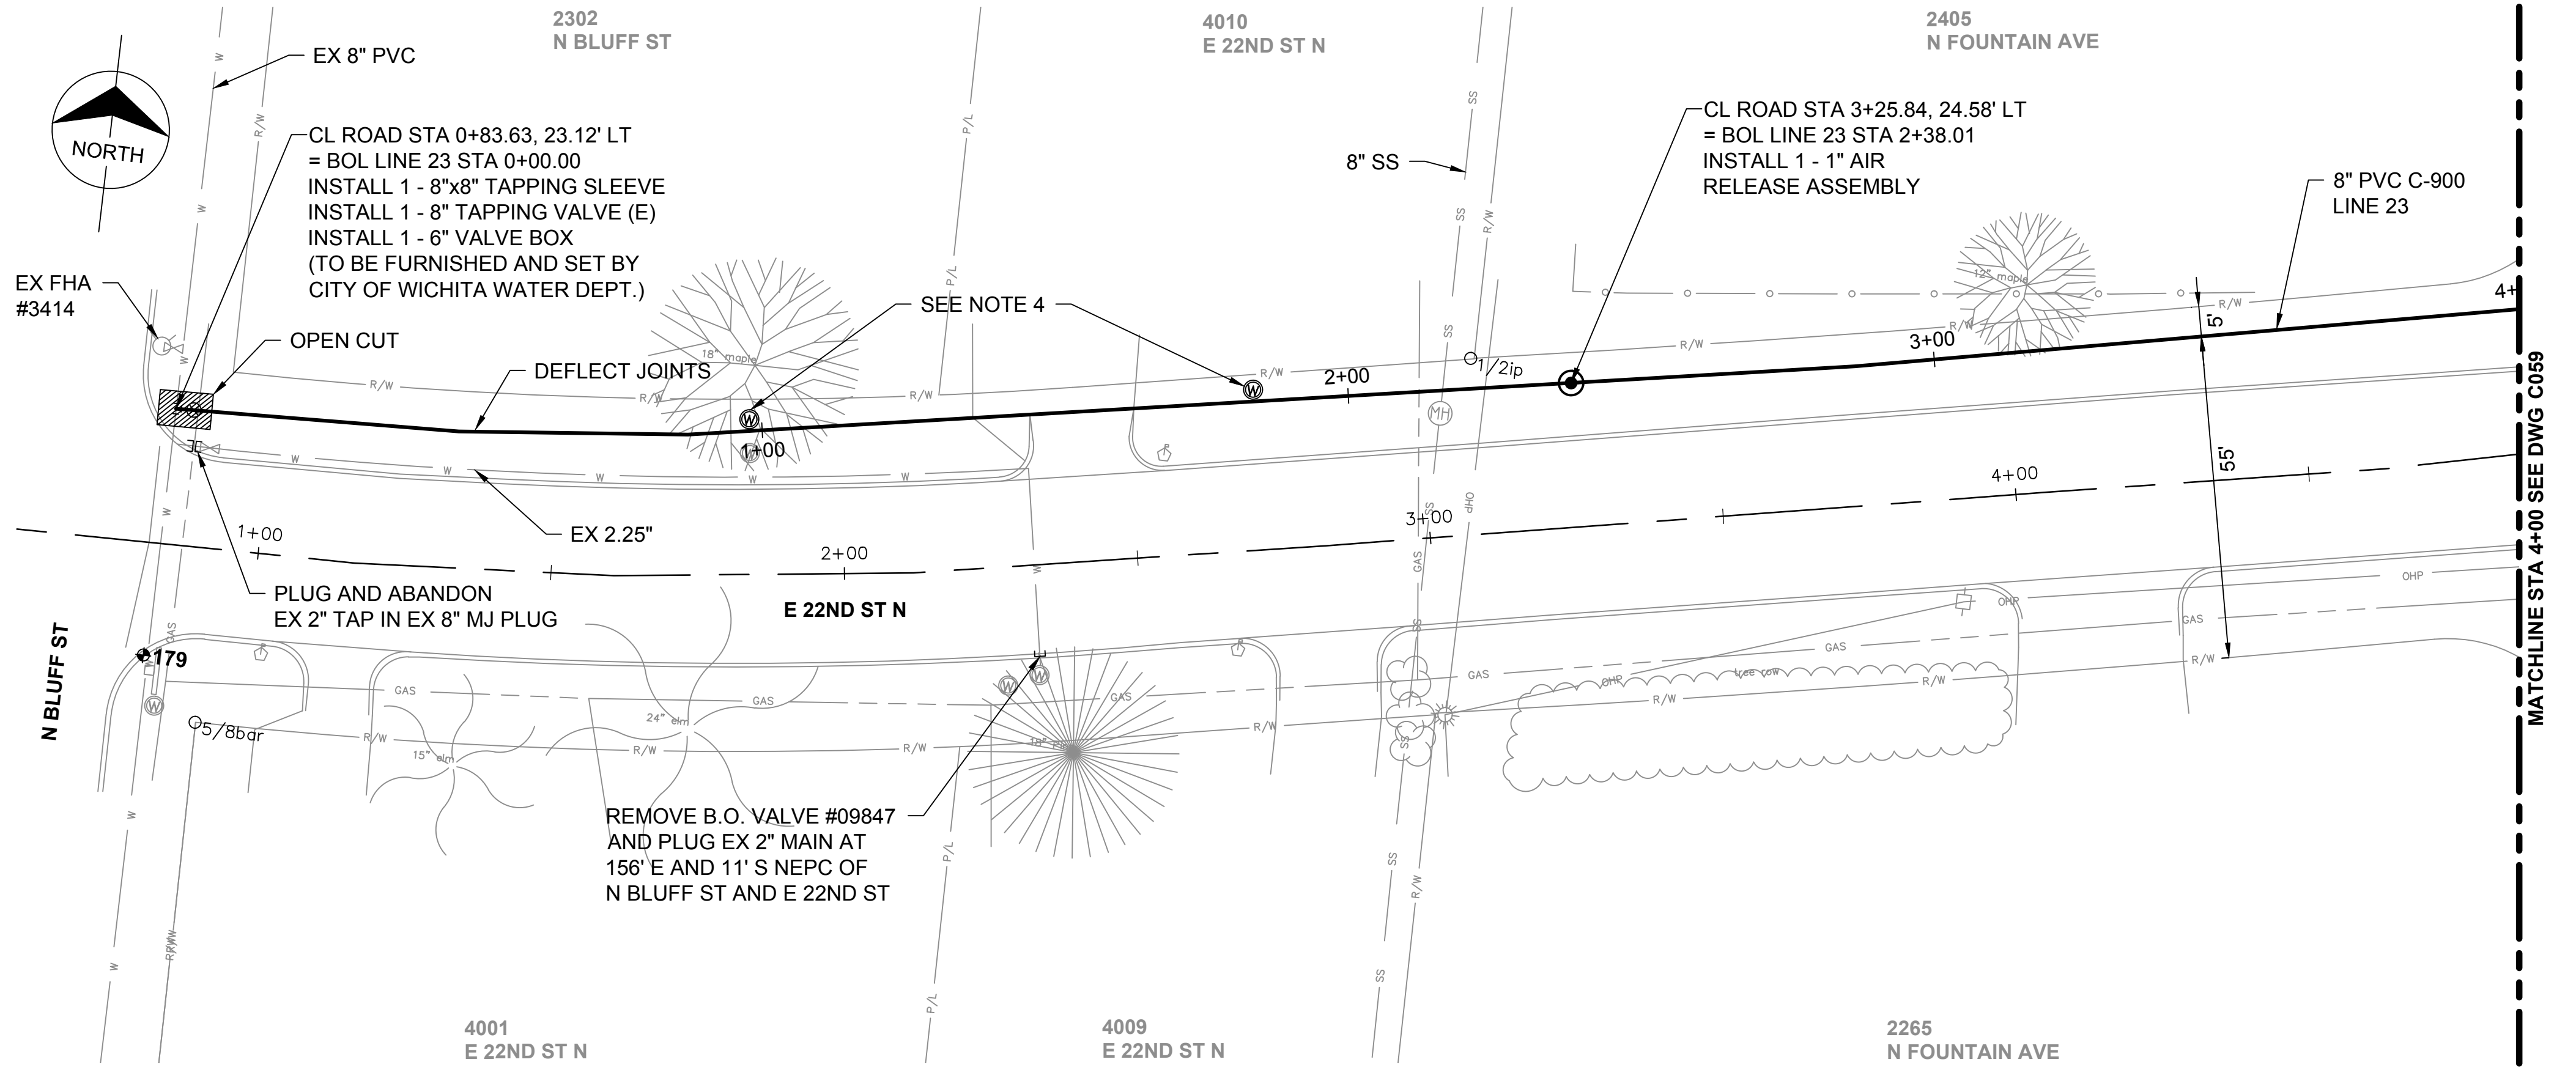 2302
N BLUFF ST
4010
E 22ND ST N
2405
N FOUNTAIN AVE
EX 8" PVC
NORTH
CL ROAD STA 0+83.63, 23.12' LT
= BOL LINE 23 STA 0+00.00
INSTALL 1 - 8"x8" TAPPING SLEEVE
INSTALL 1 - 8" TAPPING VALVE (E)
INSTALL 1 - 6" VALVE BOX
(TO BE FURNISHED AND SET BY
CITY OF WICHITA WATER DEPT.)
CL ROAD STA 3+25.84, 24.58' LT
= BOL LINE 23 STA 2+38.01
INSTALL 1 - 1" AIR
RELEASE ASSEMBLY
8" SS
8" PVC C-900
LINE 23
EX FHA
#3414
OPEN CUT
SEE NOTE 4
DEFLECT JOINTS
18" maple
12" maple
1/2ip
1+00
2+00
3+00
4+
5'
55'
MH
EX 2.25"
1+00
2+00
3+00
4+00
PLUG AND ABANDON
EX 2" TAP IN EX 8" MJ PLUG
E 22ND ST N
N BLUFF ST
179
5/8bar
15" elm
24" elm
tree row
REMOVE B.O. VALVE #09847
AND PLUG EX 2" MAIN AT
156' E AND 11' S NEPC OF
N BLUFF ST AND E 22ND ST
MATCHLINE STA 4+00 SEE DWG C059
R/W
P/L
SS
W
GAS
OHP
4001
E 22ND ST N
4009
E 22ND ST N
2265
N FOUNTAIN AVE